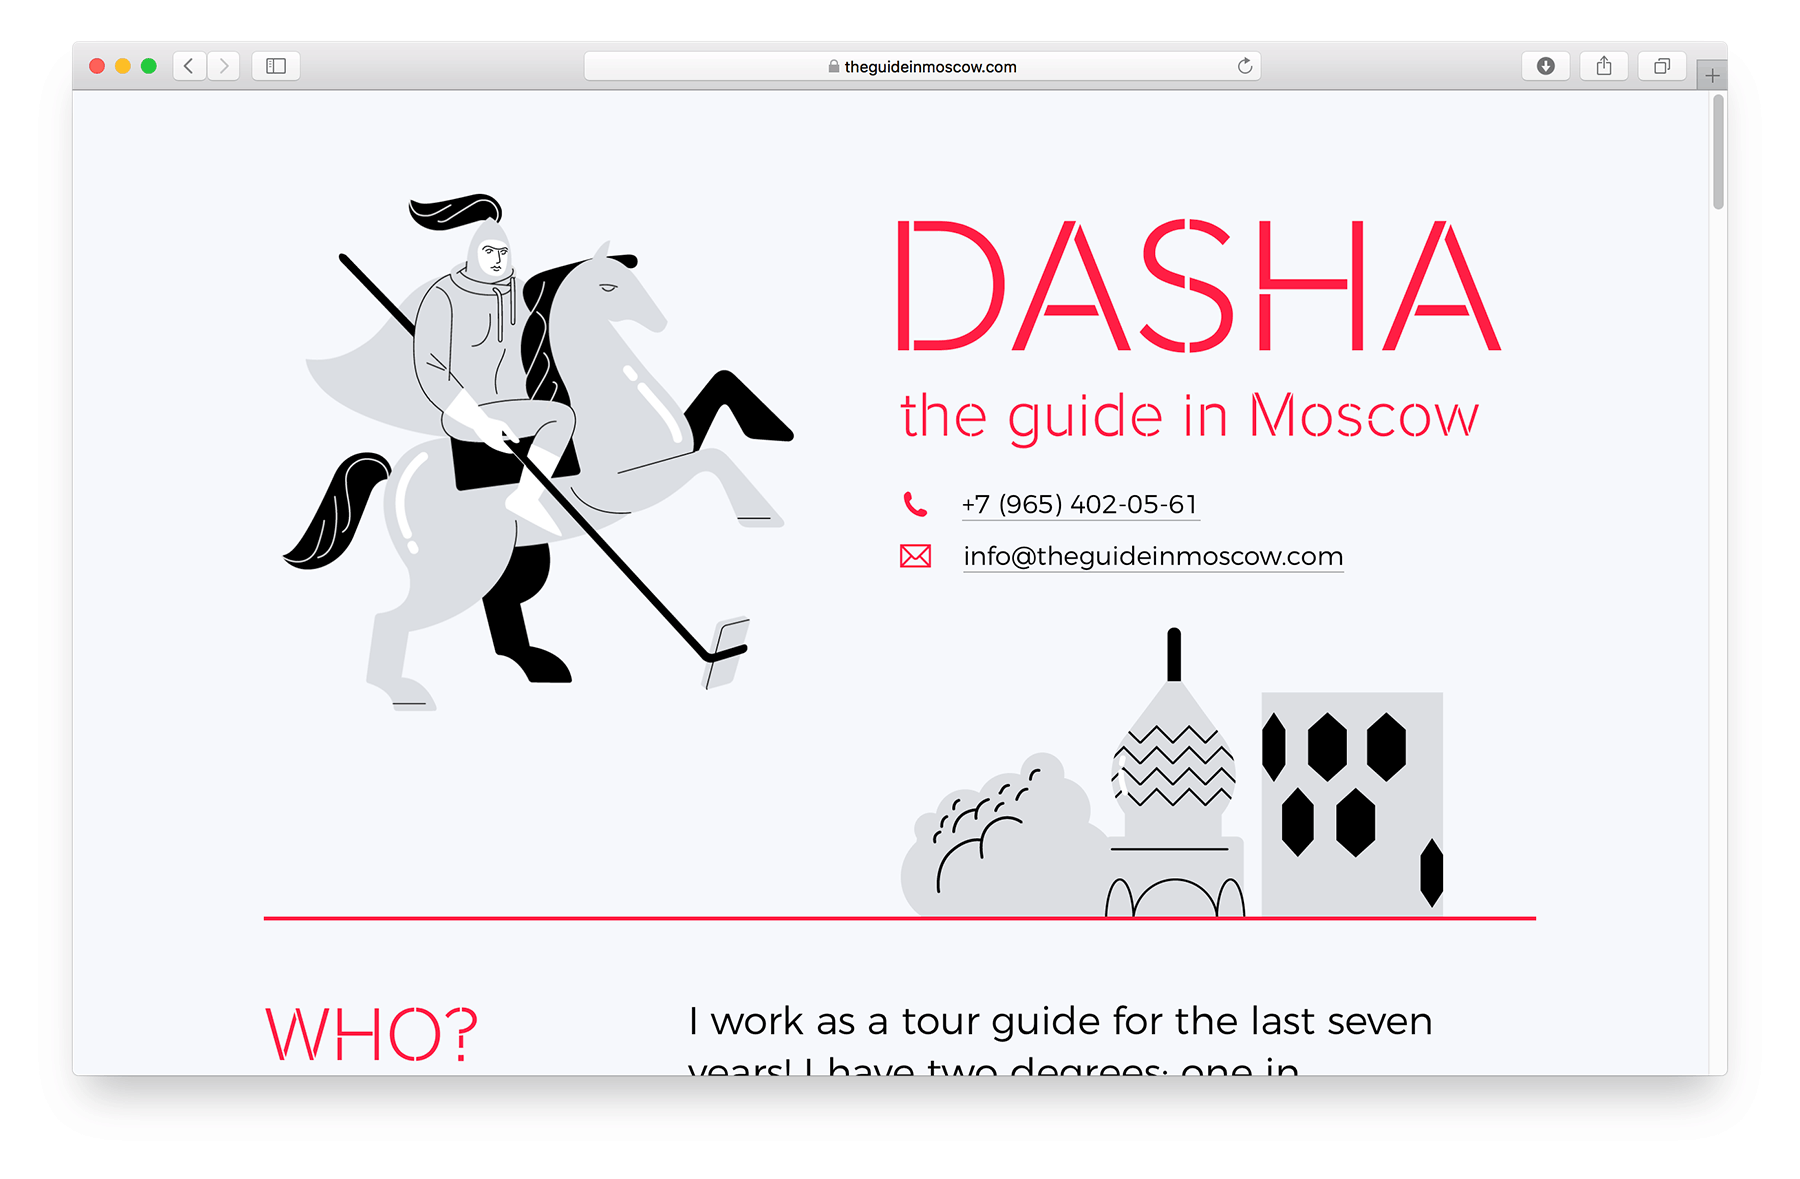 theguideinmoscow.com
DASHA
the guide in Moscow
+7 (965) 402-05-61
info@theguideinmoscow.com
WHO?
I work as a tour guide for the last seven
years! I have two degrees: one in